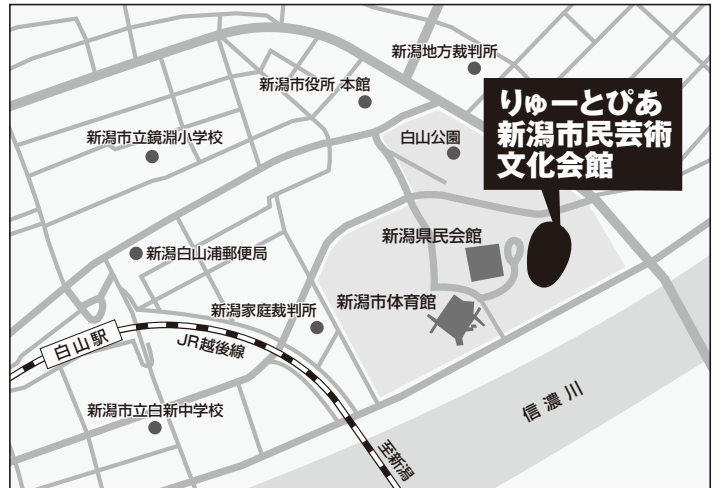 新潟地方裁判所
新潟市役所 本館
りゅーとぴあ
新潟市民芸術
文化会館
新潟市立鏡淵小学校
白山公園
新潟県民会館
新潟白山浦郵便局
新潟市体育館
新潟家庭裁判所
白山駅
JR越後線
信濃川
新潟市立白新中学校
至新潟